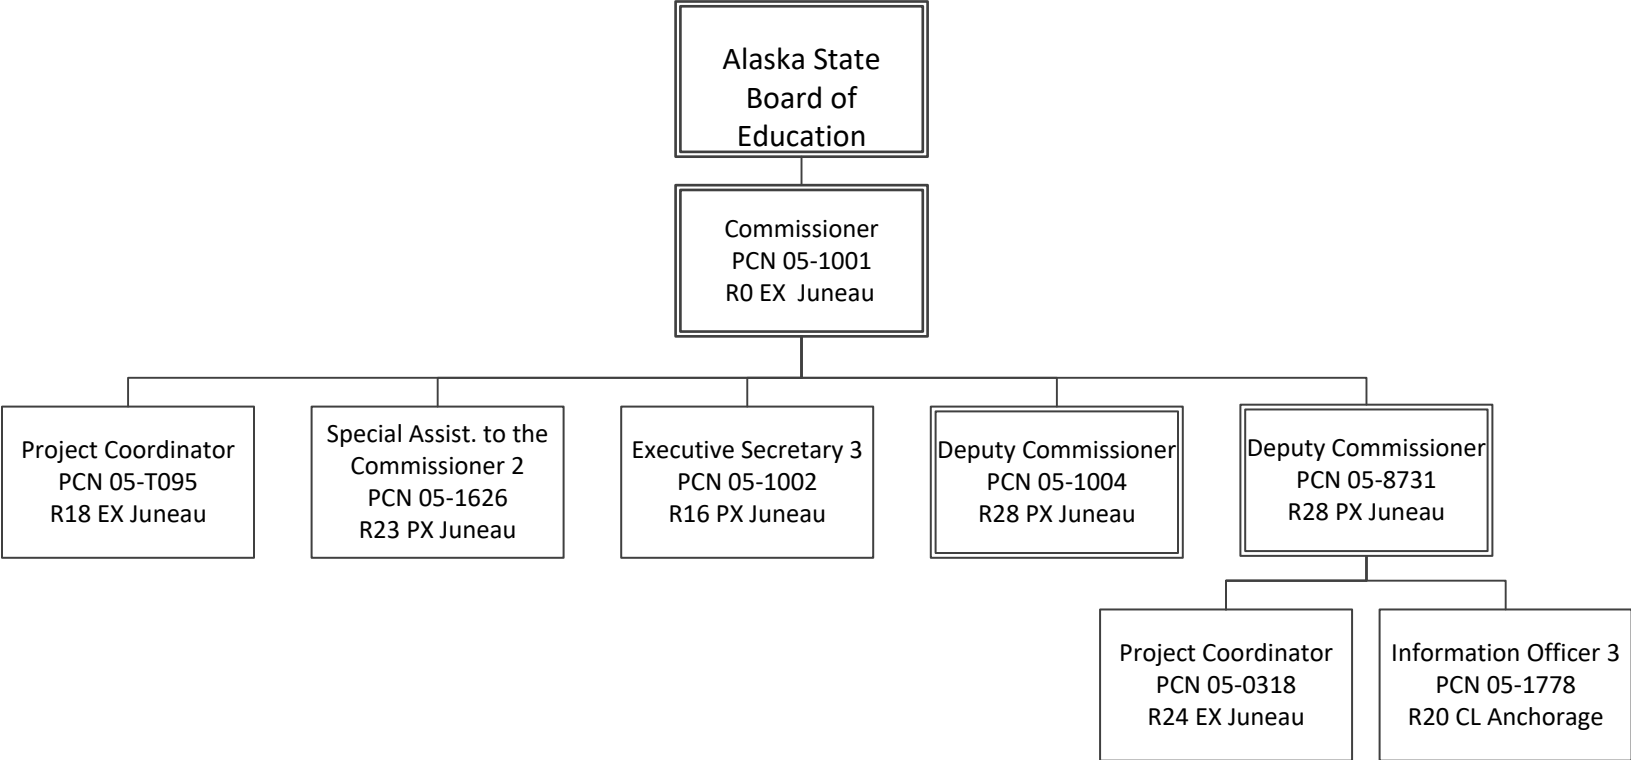 Alaska State
Board of
Education
Commissioner
PCN 05-1001
R0 EX  Juneau
Project Coordinator
PCN 05-T095
R18 EX Juneau
Special Assist. to the
Commissioner 2
PCN 05-1626
R23 PX Juneau
Executive Secretary 3
PCN 05-1002
R16 PX Juneau
Deputy Commissioner
PCN 05-1004
R28 PX Juneau
Deputy Commissioner
PCN 05-8731
R28 PX Juneau
Project Coordinator
PCN 05-0318
R24 EX Juneau
Information Officer 3
PCN 05-1778
R20 CL Anchorage